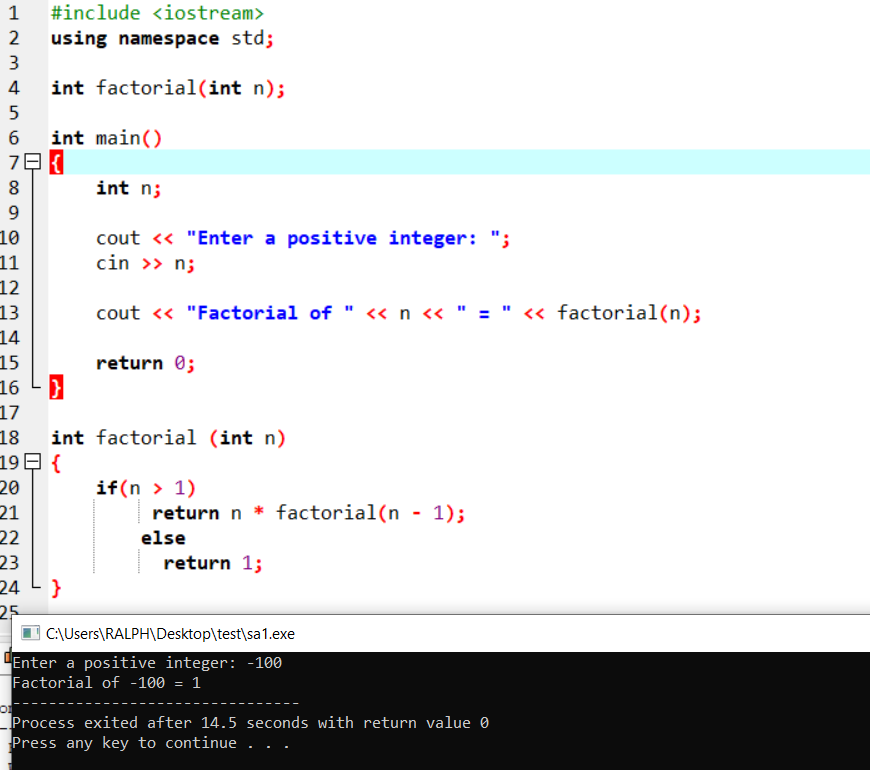 1 #include <iostream>
2 using namespace std;
3
4 int factorial(int n);
5
6 int main()
7 {
8 int n;
9
10 cout << "Enter a positive integer: ";
11 cin >> n;
12
13 cout << "Factorial of " << n << " = " << factorial(n);
14
15 return 0;
16 }
17
18 int factorial (int n)
19 {
20 if(n > 1)
21 return n * factorial(n - 1);
22 else
23 return 1;
24 }
25
C:\Users\RALPH\Desktop\test\sa1.exe
Enter a positive integer: -100
Factorial of -100 = 1
--------------------------------
Process exited after 14.5 seconds with return value 0
Press any key to continue . . .